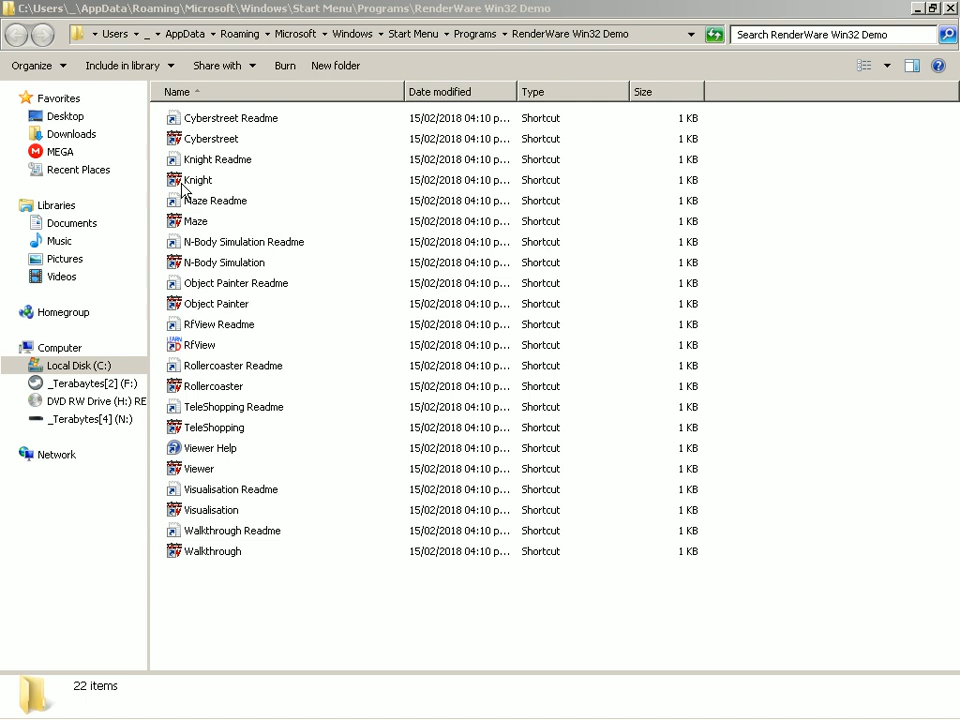 C:\Users\_\AppData\Roaming\Microsoft\Windows\Start Menu\Programs\RenderWare Win32 Demo
Users _ AppData Roaming Microsoft Windows Start Menu Programs RenderWare Win32 Demo
Search RenderWare Win32 Demo
Organize Include in library Share with Burn New folder
Favorites
Desktop
Downloads
MEGA
Recent Places
Libraries
Documents
Music
Pictures
Videos
Homegroup
Computer
Local Disk (C:)
_Terabaytes[2] (F:)
DVD RW Drive (H:) RE
_Terabytes[4] (N:)
Network
Name Date modified Type Size
Cyberstreet Readme 15/02/2018 04:10 p... Shortcut 1 KB
Cyberstreet 15/02/2018 04:10 p... Shortcut 1 KB
Knight Readme 15/02/2018 04:10 p... Shortcut 1 KB
Knight 15/02/2018 04:10 p... Shortcut 1 KB
Maze Readme 15/02/2018 04:10 p... Shortcut 1 KB
Maze 15/02/2018 04:10 p... Shortcut 1 KB
N-Body Simulation Readme 15/02/2018 04:10 p... Shortcut 1 KB
N-Body Simulation 15/02/2018 04:10 p... Shortcut 1 KB
Object Painter Readme 15/02/2018 04:10 p... Shortcut 1 KB
Object Painter 15/02/2018 04:10 p... Shortcut 1 KB
RfView Readme 15/02/2018 04:10 p... Shortcut 1 KB
RfView 15/02/2018 04:10 p... Shortcut 1 KB
Rollercoaster Readme 15/02/2018 04:10 p... Shortcut 1 KB
Rollercoaster 15/02/2018 04:10 p... Shortcut 1 KB
TeleShopping Readme 15/02/2018 04:10 p... Shortcut 1 KB
TeleShopping 15/02/2018 04:10 p... Shortcut 1 KB
Viewer Help 15/02/2018 04:10 p... Shortcut 1 KB
Viewer 15/02/2018 04:10 p... Shortcut 1 KB
Visualisation Readme 15/02/2018 04:10 p... Shortcut 1 KB
Visualisation 15/02/2018 04:10 p... Shortcut 1 KB
Walkthrough Readme 15/02/2018 04:10 p... Shortcut 1 KB
Walkthrough 15/02/2018 04:10 p... Shortcut 1 KB
22 items